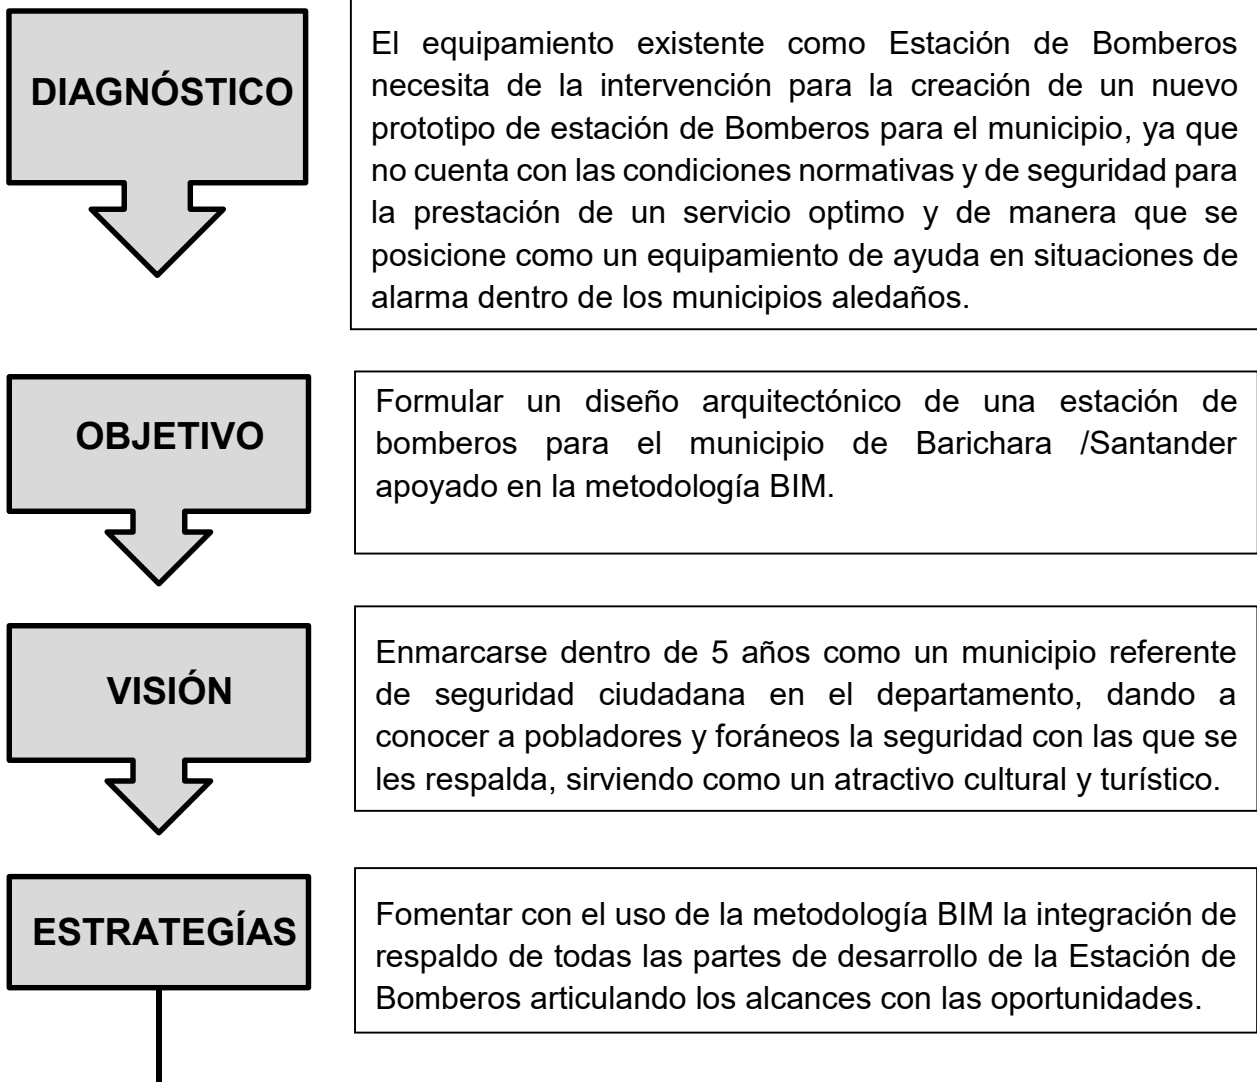 DIAGNÓSTICO
El equipamiento existente como Estación de Bomberos
necesita de la intervención para la creación de un nuevo
prototipo de estación de Bomberos para el municipio, ya que
no cuenta con las condiciones normativas y de seguridad para
la prestación de un servicio optimo y de manera que se
posicione como un equipamiento de ayuda en situaciones de
alarma dentro de los municipios aledaños.
OBJETIVO
Formular un diseño arquitectónico de una estación de
bomberos para el municipio de Barichara /Santander
apoyado en la metodología BIM.
VISIÓN
Enmarcarse dentro de 5 años como un municipio referente
de seguridad ciudadana en el departamento, dando a
conocer a pobladores y foráneos la seguridad con las que se
les respalda, sirviendo como un atractivo cultural y turístico.
ESTRATEGÍAS
Fomentar con el uso de la metodología BIM la integración de
respaldo de todas las partes de desarrollo de la Estación de
Bomberos articulando los alcances con las oportunidades.